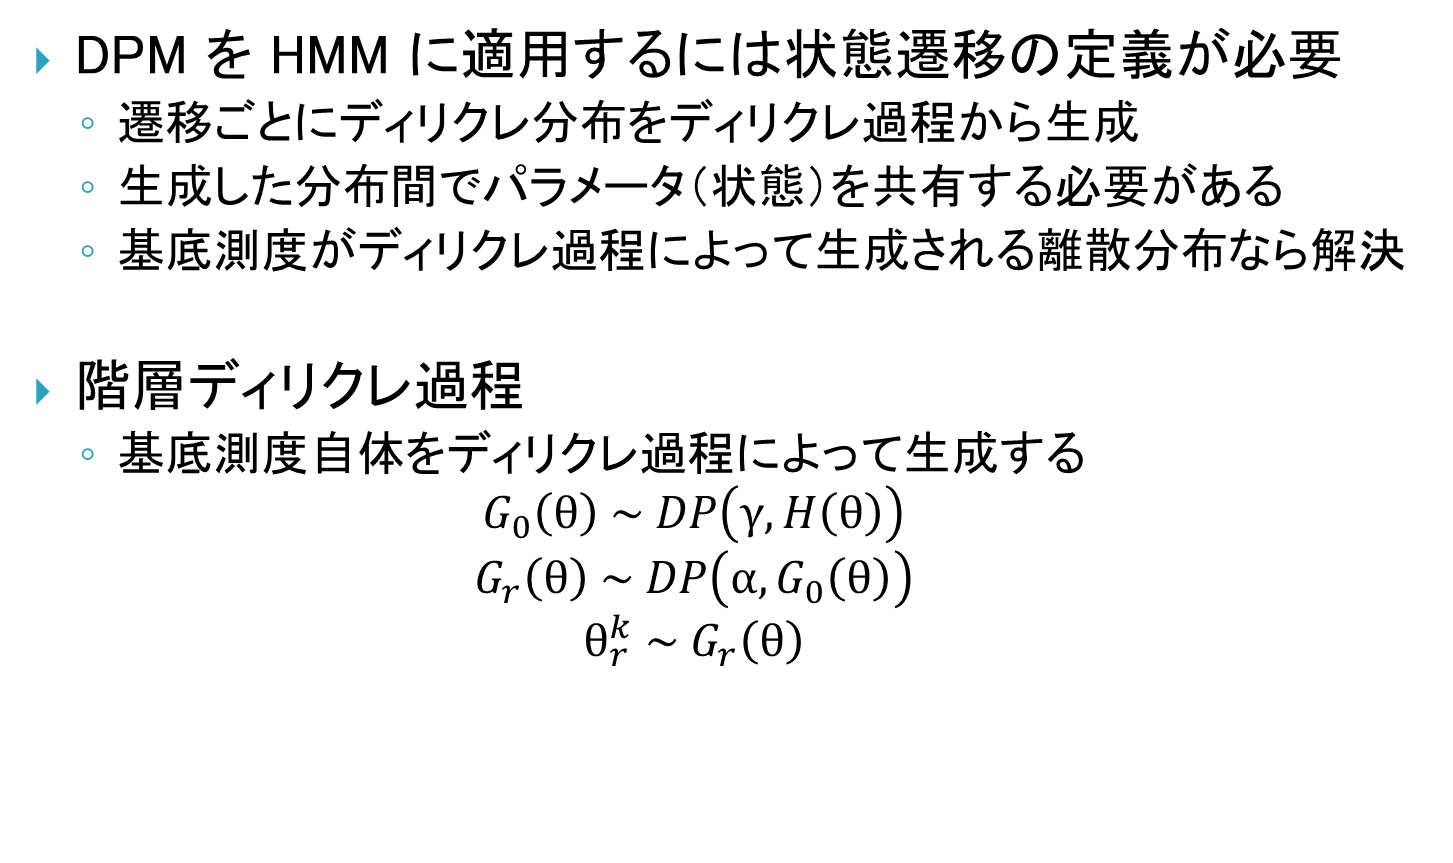 DPM を HMM に適用するには状態遷移の定義が必要
遷移ごとにディリクレ分布をディリクレ過程から生成
生成した分布間でパラメータ（状態）を共有する必要がある
基底測度がディリクレ過程によって生成される離散分布なら解決
階層ディリクレ過程
基底測度自体をディリクレ過程によって生成する
G₀(θ) ~ DP(γ, H(θ))
Gᵣ(θ) ~ DP(α, G₀(θ))
θᵣᵏ ~ Gᵣ(θ)